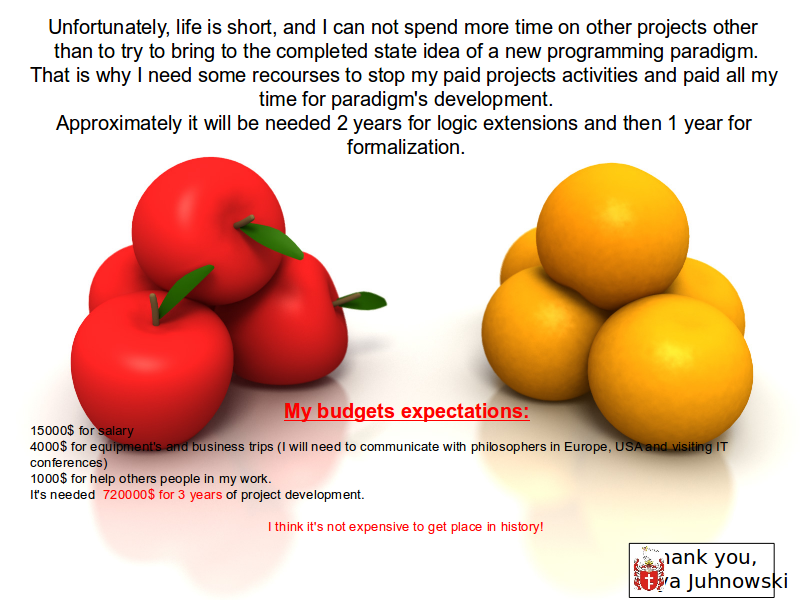 Unfortunately, life is short, and I can not spend more time on other projects other
than to try to bring to the completed state idea of a new programming paradigm.
That is why I need some recourses to stop my paid projects activities and paid all my
time for paradigm's development.
Approximately it will be needed 2 years for logic extensions and then 1 year for
formalization.
My budgets expectations:
15000$ for salary
4000$ for equipment's and business trips (I will need to communicate with philosophers in Europe, USA and visiting IT
conferences)
1000$ for help others people in my work.
It's needed 720000$ for 3 years of project development.
I think it's not expensive to get place in history!
hank you,
ya Juhnowski